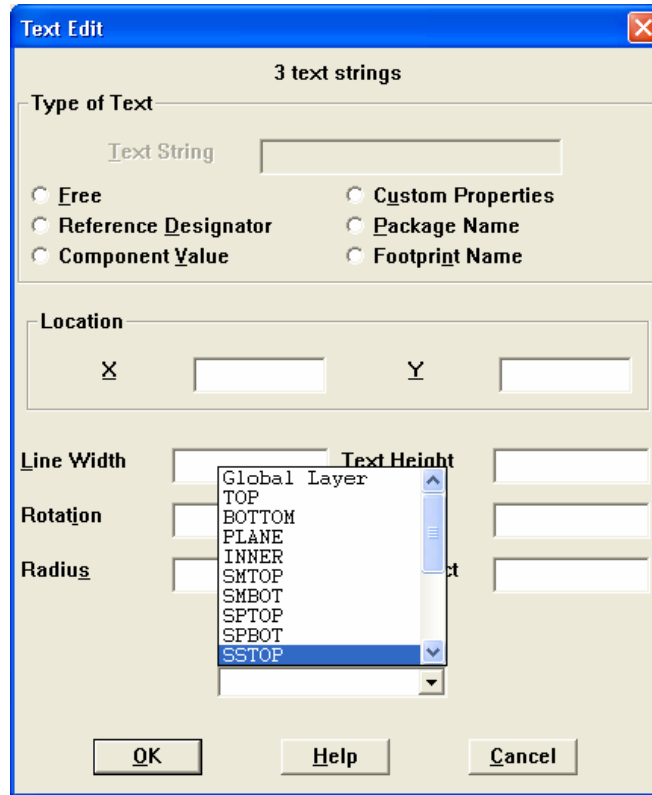 Text Edit
3 text strings
Type of Text
Text String
Free
Custom Properties
Reference Designator
Package Name
Component Value
Footprint Name
Location
X
Y
Line Width
Text Height
Rotation
Radius
Global Layer
TOP
BOTTOM
PLANE
INNER
SMTOP
SMBOT
SPTOP
SPBOT
SSTOP
OK
Help
Cancel